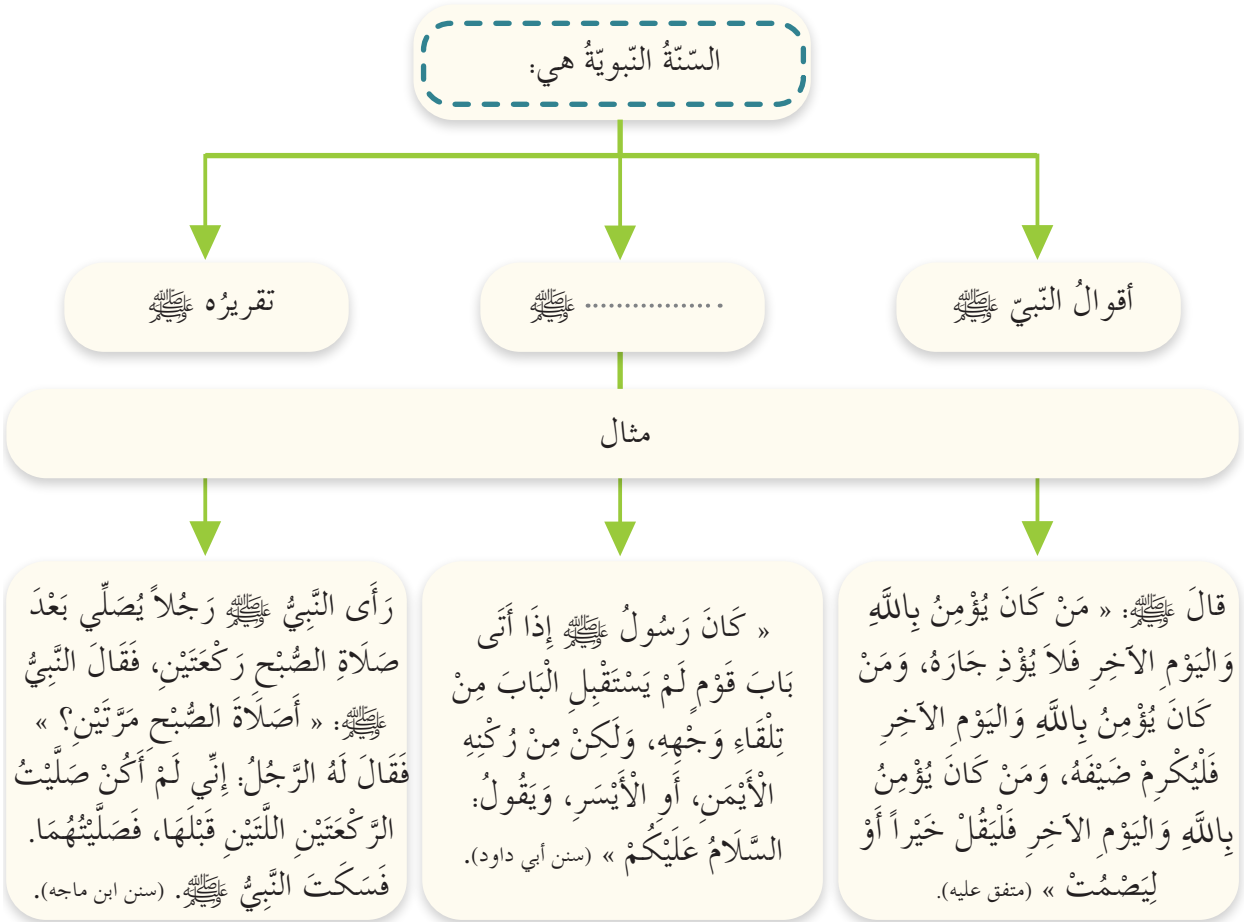 السّنّةُ النّبويّةُ هي:
أقوالُ النّبيّ ﷺ
................ ﷺ
تقريرُه ﷺ
مثال
قالَ ﷺ: « مَنْ كَانَ يُؤْمِنُ بِاللَّهِ
وَاليَوْمِ الآخِرِ فَلاَ يُؤْذِ جَارَهُ، وَمَنْ
كَانَ يُؤْمِنُ بِاللَّهِ وَاليَوْمِ الآخِرِ
فَلْيُكْرِمْ ضَيْفَهُ، وَمَنْ كَانَ يُؤْمِنُ
بِاللَّهِ وَاليَوْمِ الآخِرِ فَلْيَقُلْ خَيْراً أَوْ
لِيَصْمُتْ » (متفق عليه).
« كَانَ رَسُولُ ﷺ إِذَا أَتَى
بَابَ قَوْمٍ لَمْ يَسْتَقْبِلِ الْبَابَ مِنْ
تِلْقَاءِ وَجْهِهِ، وَلَكِنْ مِنْ رُكْنِهِ
الْأَيْمَنِ، أَوِ الْأَيْسَرِ، وَيَقُولُ:
السَّلَامُ عَلَيْكُمْ » (سنن أبي داود).
رَأَى النَّبِيُّ ﷺ رَجُلاً يُصَلِّي بَعْدَ
صَلَاةِ الصُّبْحِ رَكْعَتَيْنِ، فَقَالَ النَّبِيُّ
ﷺ: « أَصَلَاةَ الصُّبْحِ مَرَّتَيْنِ؟ »
فَقَالَ لَهُ الرَّجُلُ: إِنِّي لَمْ أَكُنْ صَلَّيْتُ
الرَّكْعَتَيْنِ اللَّتَيْنِ قَبْلَهَا، فَصَلَّيْتُهُمَا.
فَسَكَتَ النَّبِيُّ ﷺ. (سنن ابن ماجه).